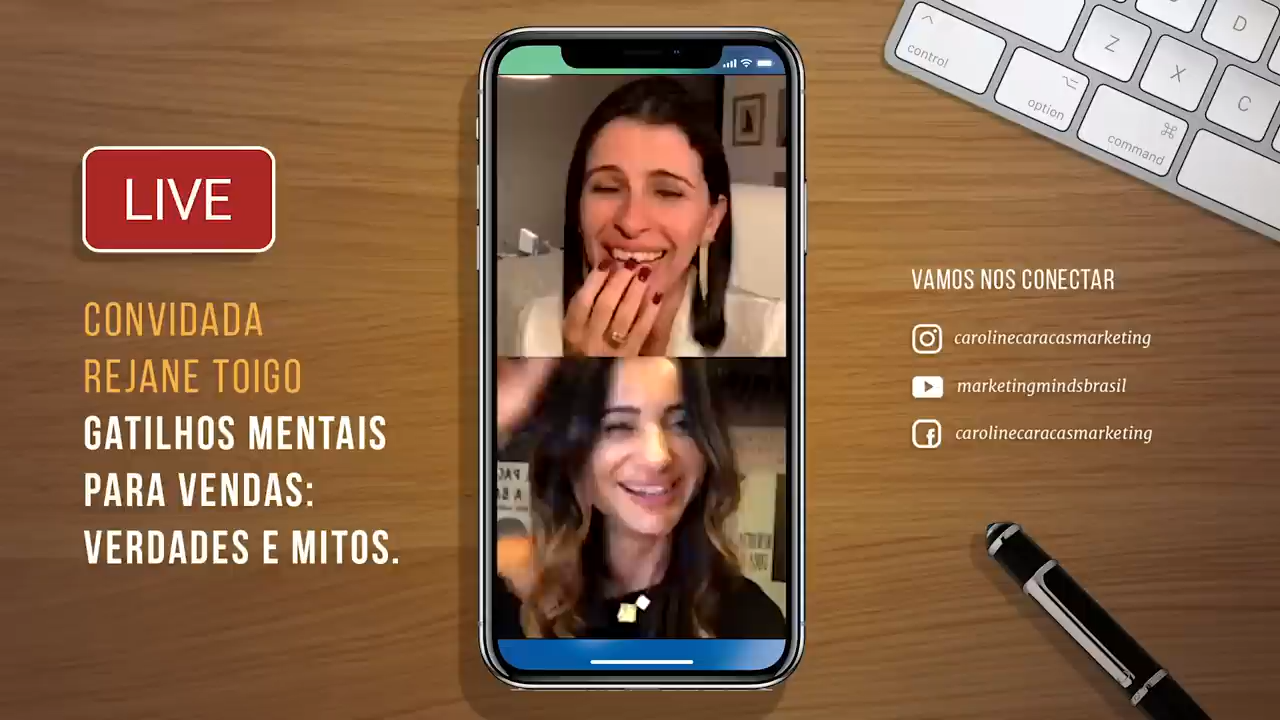 LIVE
CONVIDADA
REJANE TOIGO
GATILHOS MENTAIS
PARA VENDAS:
VERDADES E MITOS.
VAMOS NOS CONECTAR
carolinecaracasmarketing
marketingmindsbrasil
carolinecaracasmarketing
control
option
command
Z
X
C
D